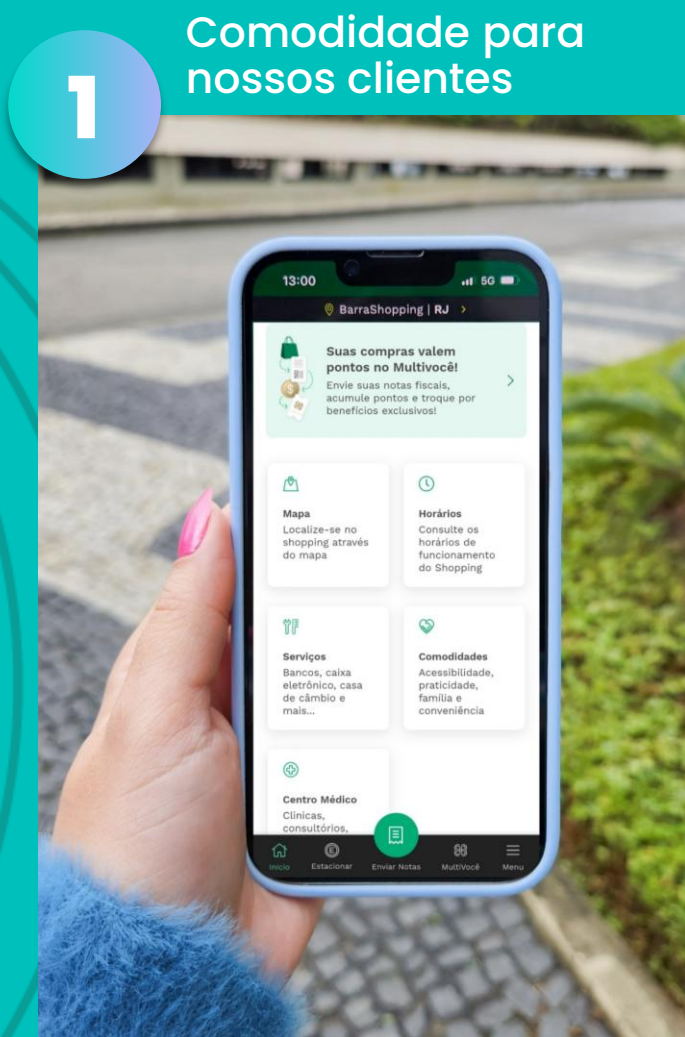 1
Comodidade para
nossos clientes
13:00
5G
BarraShopping | RJ >
Suas compras valem
pontos no Multivocê!
Envie suas notas fiscais,
acumule pontos e troque por
benefícios exclusivos!
Mapa
Localize-se no
shopping através
do mapa
Horários
Consulte os
horários de
funcionamento
do Shopping
Serviços
Bancos, caixa
eletrônico, casa
de câmbio e
mais...
Comodidades
Acessibilidade,
praticidade,
família e
conveniência
Centro Médico
Clínicas,
consultórios,
Início
Estacionar
Enviar Notas
MultiVocê
Menu